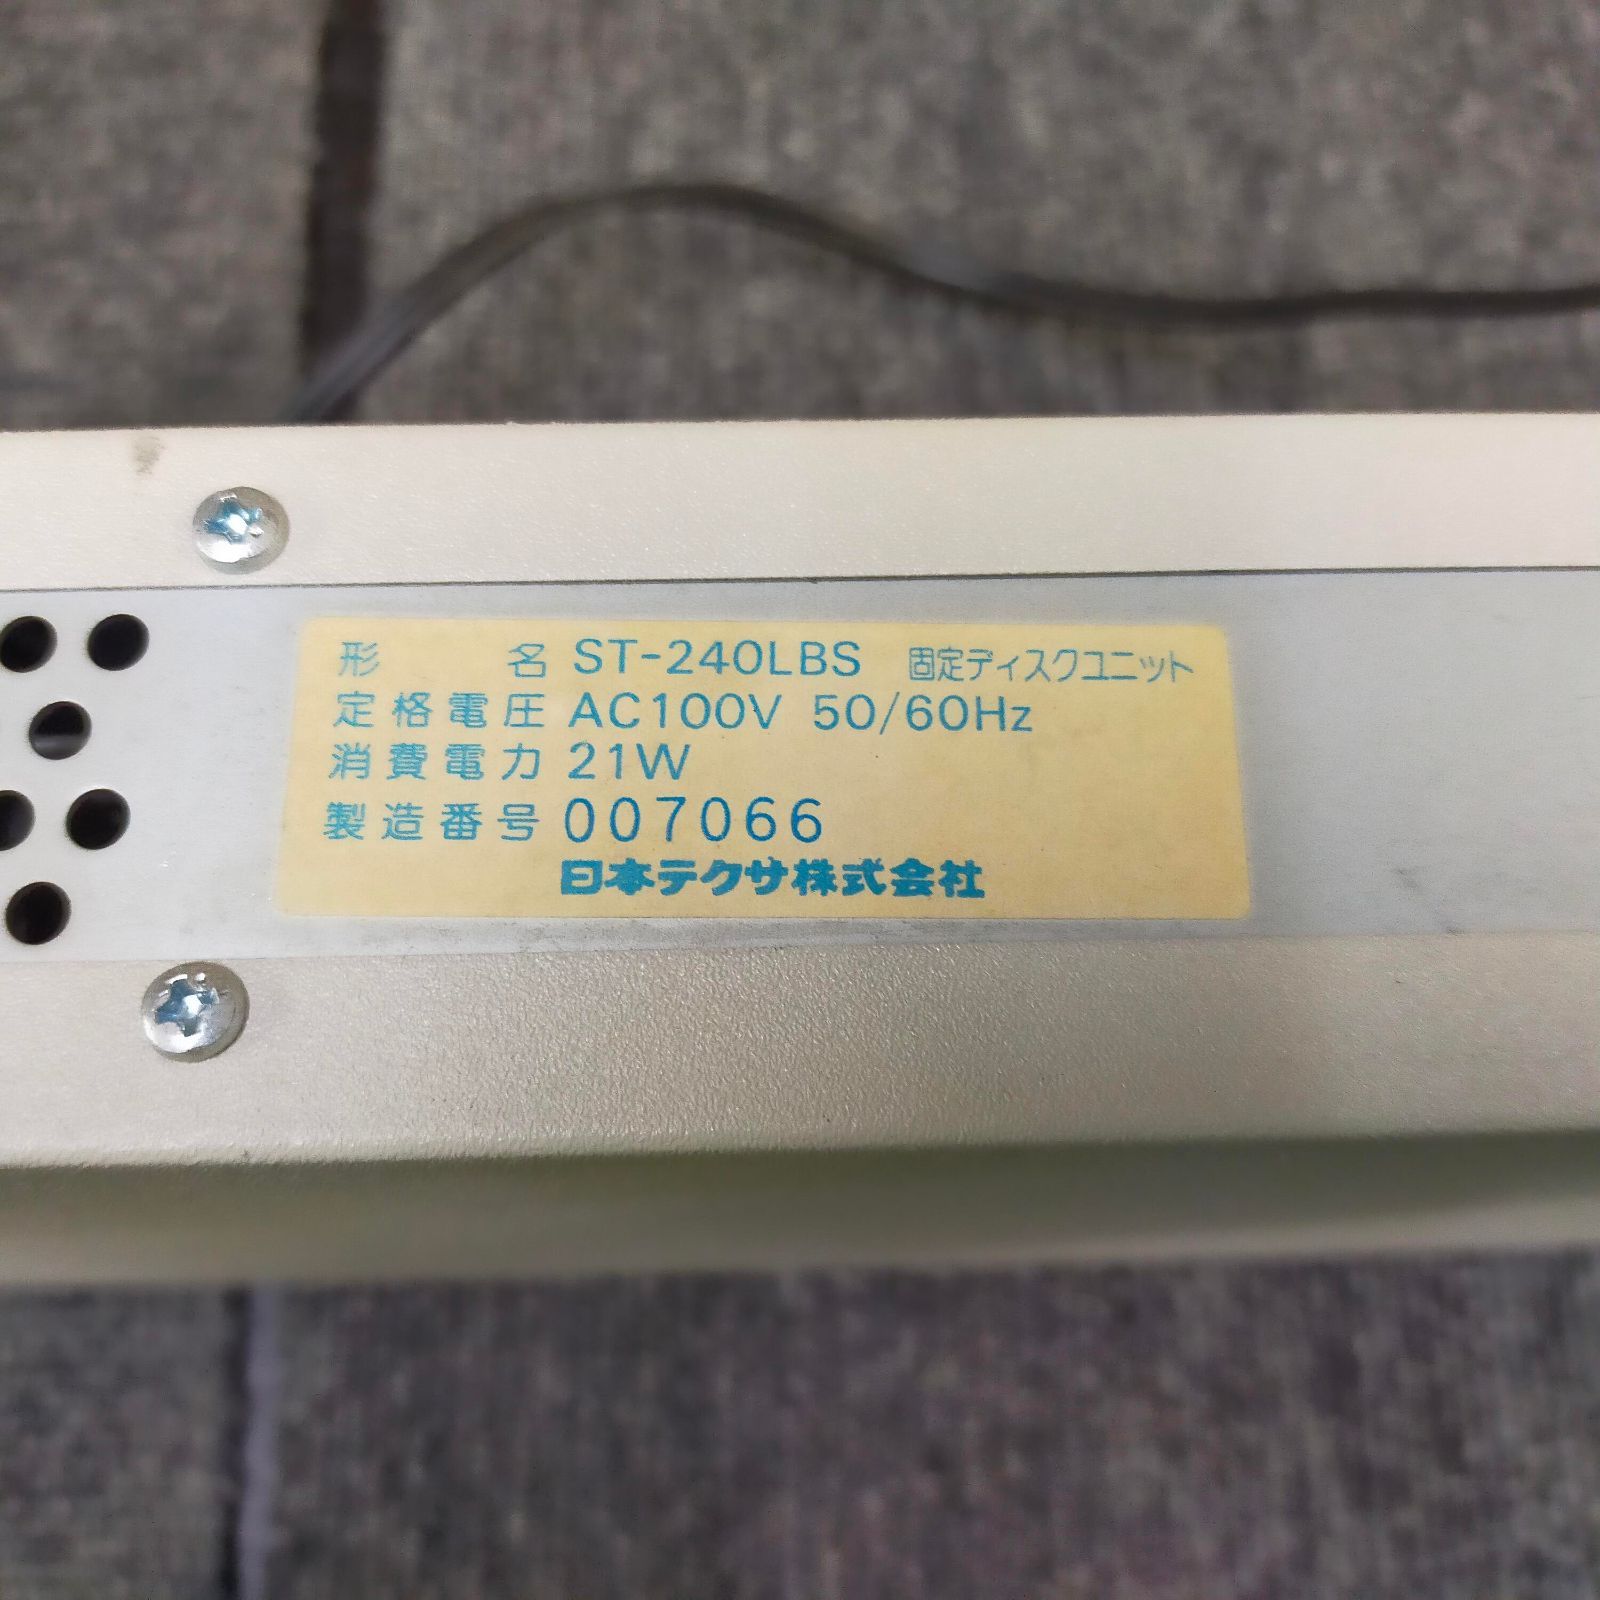 形名 ST-240LBS 固定ディスクユニット
定格電圧 AC100V 50/60Hz
消費電力 21W
製造番号 007066
日本テクサ株式会社